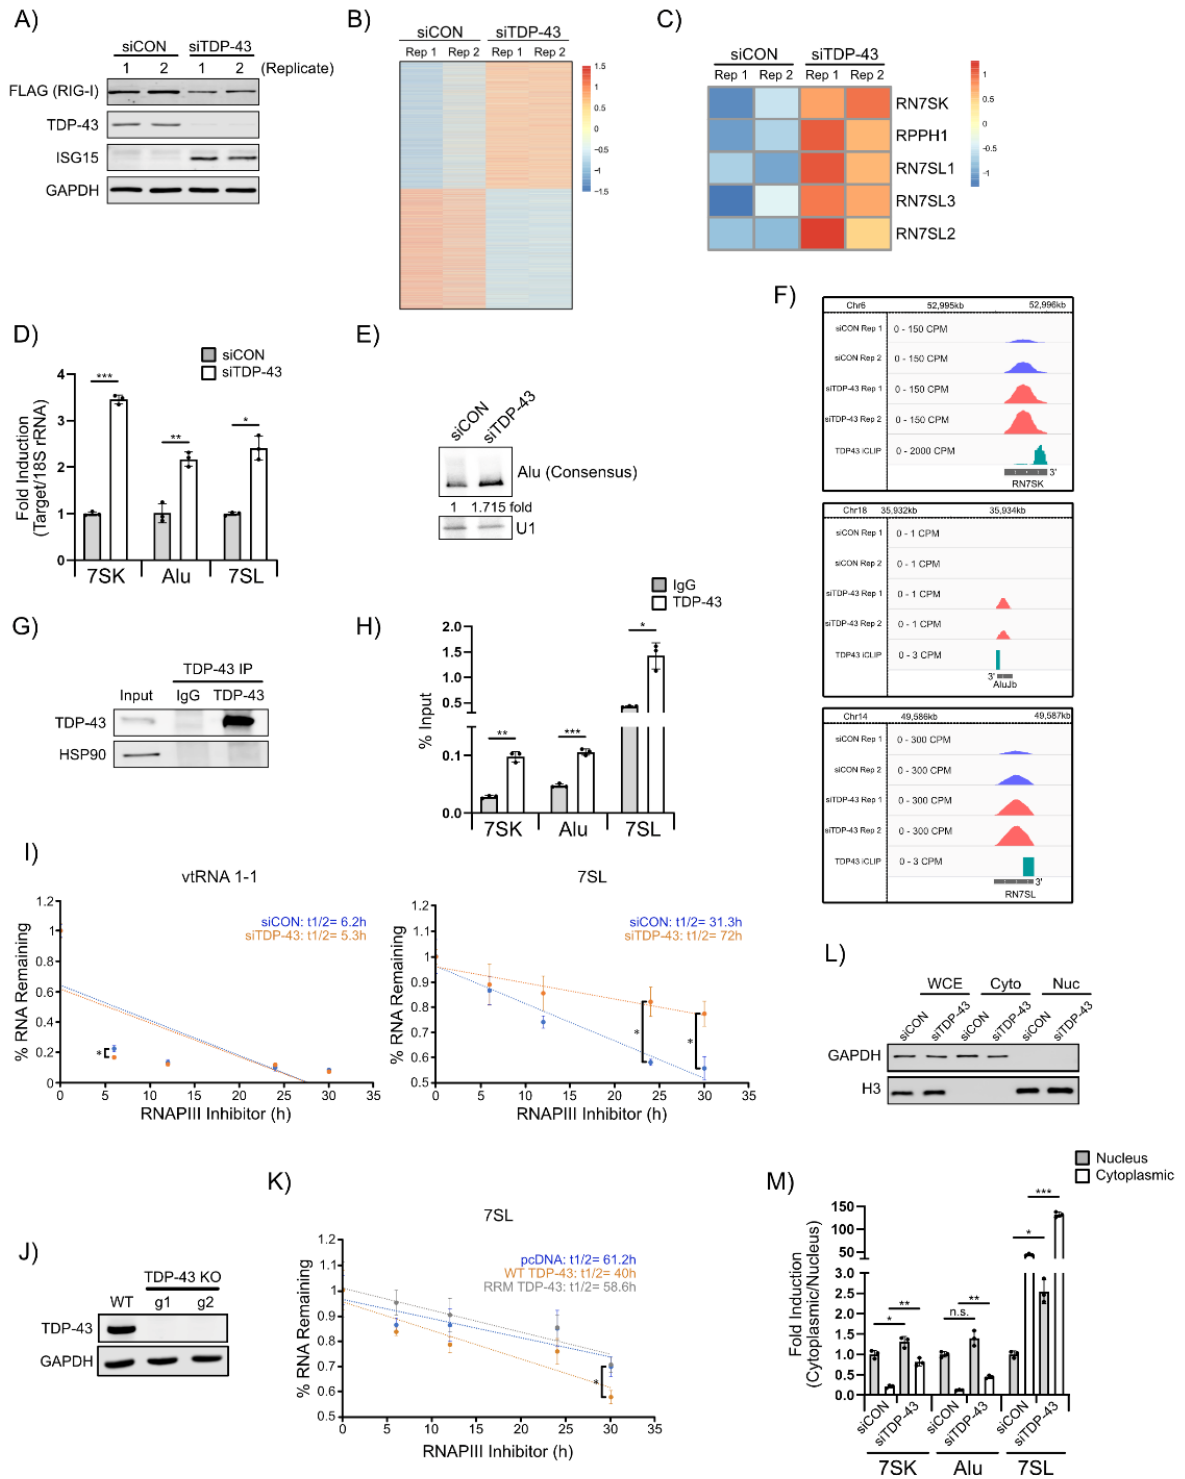 A)
siCON siTDP-43
1 2 1 2 (Replicate)
FLAG (RIG-I)
TDP-43
ISG15
GAPDH
B)
siCON siTDP-43
Rep 1 Rep 2 Rep 1 Rep 2
1.5
1
0.5
0
-0.5
-1
-1.5
C)
siCON siTDP-43
Rep 1 Rep 2 Rep 1 Rep 2
RN7SK
RPPH1
RN7SL1
RN7SL3
RN7SL2
1
0.5
0
-0.5
-1
D)
siCON
siTDP-43
Fold Induction
(Target/18S rRNA)
4
3
2
1
0
*** ** *
7SK Alu 7SL
E)
siCON siTDP-43
Alu (Consensus)
1 1.715 fold
U1
F)
Chr6 52,995kb 52,996kb
siCON Rep 1 0 - 150 CPM
siCON Rep 2 0 - 150 CPM
siTDP-43 Rep 1 0 - 150 CPM
siTDP-43 Rep 2 0 - 150 CPM
TDP43 iCLIP 0 - 2000 CPM
3'
RN7SK
Chr18 35,932kb 35,934kb
siCON Rep 1 0 - 1 CPM
siCON Rep 2 0 - 1 CPM
siTDP-43 Rep 1 0 - 1 CPM
siTDP-43 Rep 2 0 - 1 CPM
TDP43 iCLIP 0 - 3 CPM
3'
AluJb
Chr14 49,586kb 49,587kb
siCON Rep 1 0 - 300 CPM
siCON Rep 2 0 - 300 CPM
siTDP-43 Rep 1 0 - 300 CPM
siTDP-43 Rep 2 0 - 300 CPM
TDP43 iCLIP 0 - 3 CPM
3'
RN7SL
G)
TDP-43 IP
Input IgG TDP-43
TDP-43
HSP90
H)
IgG
TDP-43
% Input
2.0
1.5
1.0
0.5
0.1
0.0
** *** *
7SK Alu 7SL
I)
vtRNA 1-1
siCON: t1/2= 6.2h
siTDP-43: t1/2= 5.3h
% RNA Remaining
1.2
1
0.8
0.6
0.4
0.2
0
*
0 5 10 15 20 25 30 35
RNAPIII Inhibitor (h)
7SL
siCON: t1/2= 31.3h
siTDP-43: t1/2= 72h
% RNA Remaining
1.2
1.1
1
0.9
0.8
0.7
0.6
0.5
* *
0 5 10 15 20 25 30 35
RNAPIII Inhibitor (h)
J)
TDP-43 KO
WT g1 g2
TDP-43
GAPDH
K)
7SL
pcDNA: t1/2= 61.2h
WT TDP-43: t1/2= 40h
RRM TDP-43: t1/2= 58.6h
% RNA Remaining
1.2
1.1
1
0.9
0.8
0.7
0.6
0.5
*
0 5 10 15 20 25 30 35
RNAPIII Inhibitor (h)
L)
WCE Cyto Nuc
siCON siTDP-43 siCON siTDP-43 siCON siTDP-43
GAPDH
H3
M)
Nucleus
Cytoplasmic
Fold Induction
(Cytoplasmic/Nucleus)
150
100
50
2.5
2.0
1.5
1.0
0.5
0.0
* ** n.s. ** * ***
siCON siTDP-43 siCON siTDP-43 siCON siTDP-43
7SK Alu 7SL